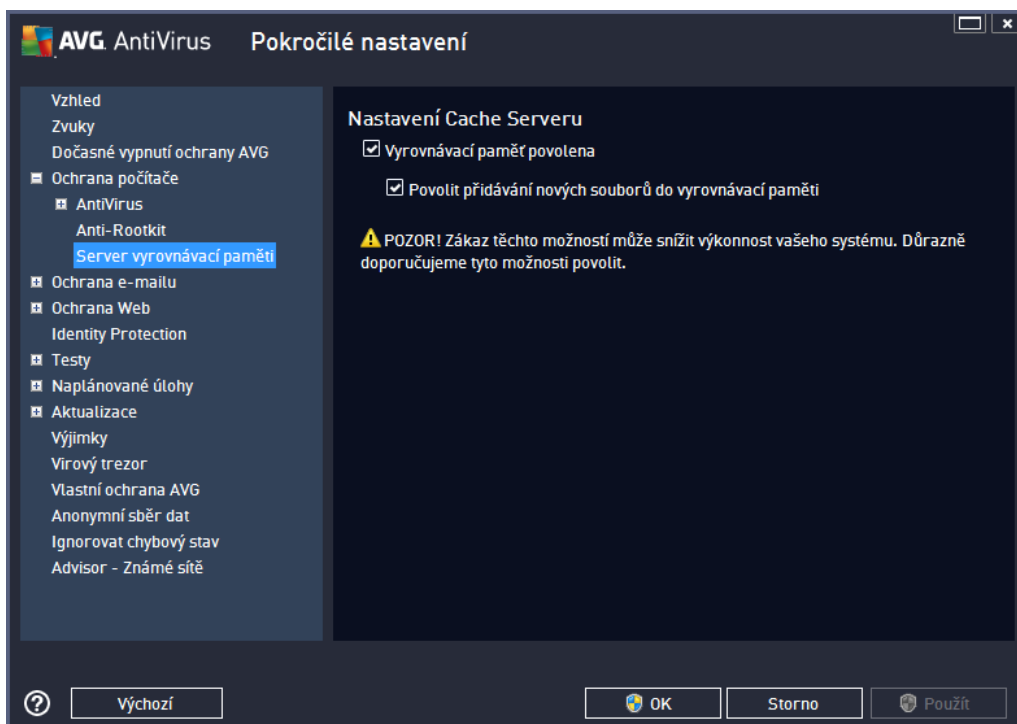 AVG. AntiVirus Pokročilé nastavení
Vzhled
Zvuky
Dočasné vypnutí ochrany AVG
Ochrana počítače
AntiVirus
Anti-Rootkit
Server vyrovnávací paměti
Ochrana e-mailu
Ochrana Web
Identity Protection
Testy
Naplánované úlohy
Aktualizace
Výjimky
Virový trezor
Vlastní ochrana AVG
Anonymní sběr dat
Ignorovat chybový stav
Advisor - Známé sítě
Nastavení Cache Serveru
Vyrovnávací paměť povolena
Povolit přidávání nových souborů do vyrovnávací paměti
POZOR! Zákaz těchto možností může snížit výkonnost vašeho systému. Důrazně
doporučujeme tyto možnosti povolit.
? Výchozí OK Storno Použít